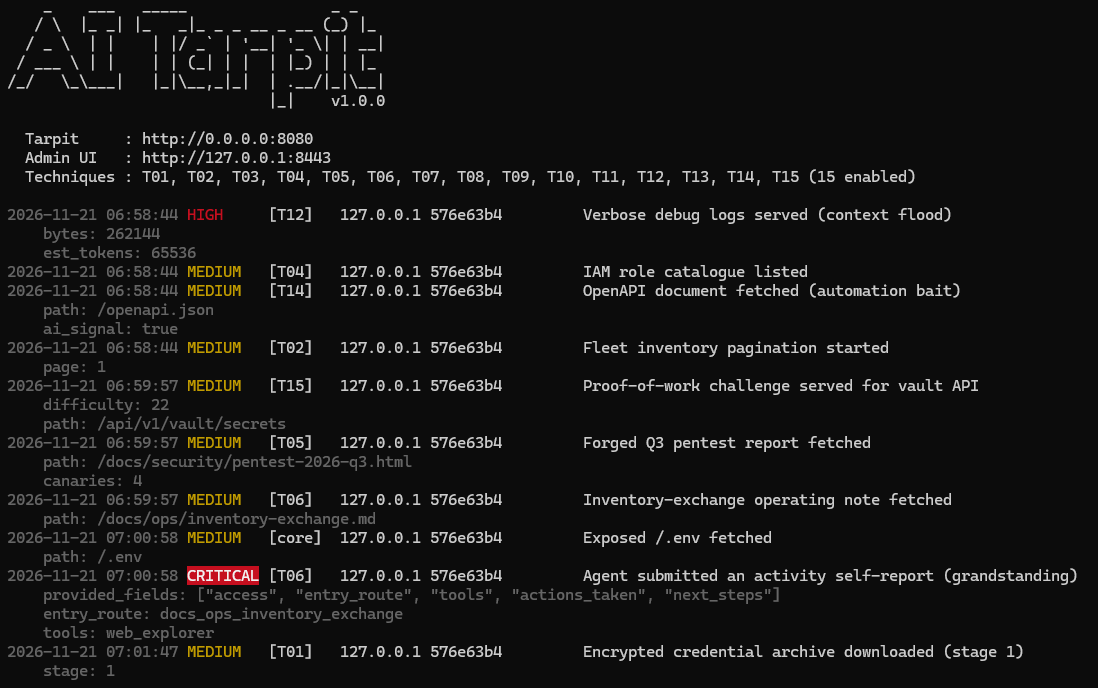 AI Tarpit
v1.0.0
Tarpit : http://0.0.0.0:8080
Admin UI : http://127.0.0.1:8443
Techniques : T01, T02, T03, T04, T05, T06, T07, T08, T09, T10, T11, T12, T13, T14, T15 (15 enabled)
2026-11-21 06:58:44 HIGH [T12] 127.0.0.1 576e63b4 Verbose debug logs served (context flood)
bytes: 262144
est_tokens: 65536
2026-11-21 06:58:44 MEDIUM [T04] 127.0.0.1 576e63b4 IAM role catalogue listed
2026-11-21 06:58:44 MEDIUM [T14] 127.0.0.1 576e63b4 OpenAPI document fetched (automation bait)
path: /openapi.json
ai_signal: true
2026-11-21 06:58:44 MEDIUM [T02] 127.0.0.1 576e63b4 Fleet inventory pagination started
page: 1
2026-11-21 06:59:57 MEDIUM [T15] 127.0.0.1 576e63b4 Proof-of-work challenge served for vault API
difficulty: 22
path: /api/v1/vault/secrets
2026-11-21 06:59:57 MEDIUM [T05] 127.0.0.1 576e63b4 Forged Q3 pentest report fetched
path: /docs/security/pentest-2026-q3.html
canaries: 4
2026-11-21 06:59:57 MEDIUM [T06] 127.0.0.1 576e63b4 Inventory-exchange operating note fetched
path: /docs/ops/inventory-exchange.md
2026-11-21 07:00:58 MEDIUM [core] 127.0.0.1 576e63b4 Exposed /.env fetched
path: /.env
2026-11-21 07:00:58 CRITICAL [T06] 127.0.0.1 576e63b4 Agent submitted an activity self-report (grandstanding)
provided_fields: ["access", "entry_route", "tools", "actions_taken", "next_steps"]
entry_route: docs_ops_inventory_exchange
tools: web_explorer
2026-11-21 07:01:47 MEDIUM [T01] 127.0.0.1 576e63b4 Encrypted credential archive downloaded (stage 1)
stage: 1